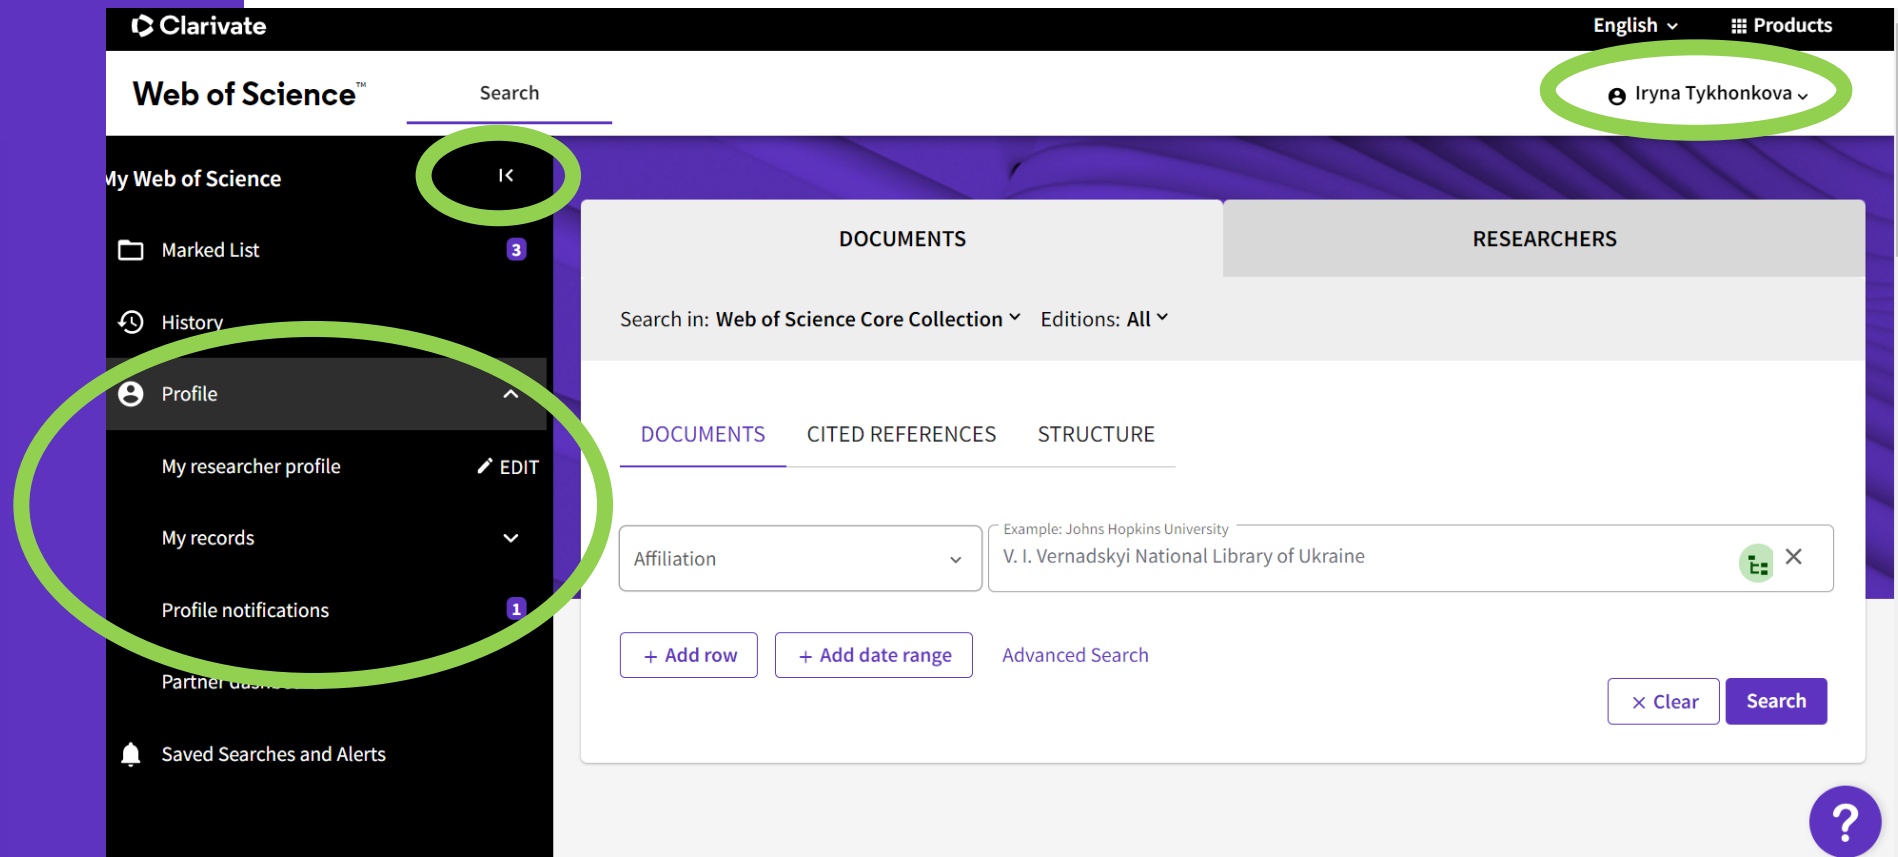 Clarivate
English
Products
Web of Science™
Search
Iryna Tykhonkova
My Web of Science
Marked List
3
History
Profile
My researcher profile
EDIT
My records
Profile notifications
1
Partner
Saved Searches and Alerts
DOCUMENTS
RESEARCHERS
Search in: Web of Science Core Collection Editions: All
DOCUMENTS CITED REFERENCES STRUCTURE
Affiliation
Example: Johns Hopkins University
V. I. Vernadskyi National Library of Ukraine
+ Add row
+ Add date range
Advanced Search
× Clear
Search
?